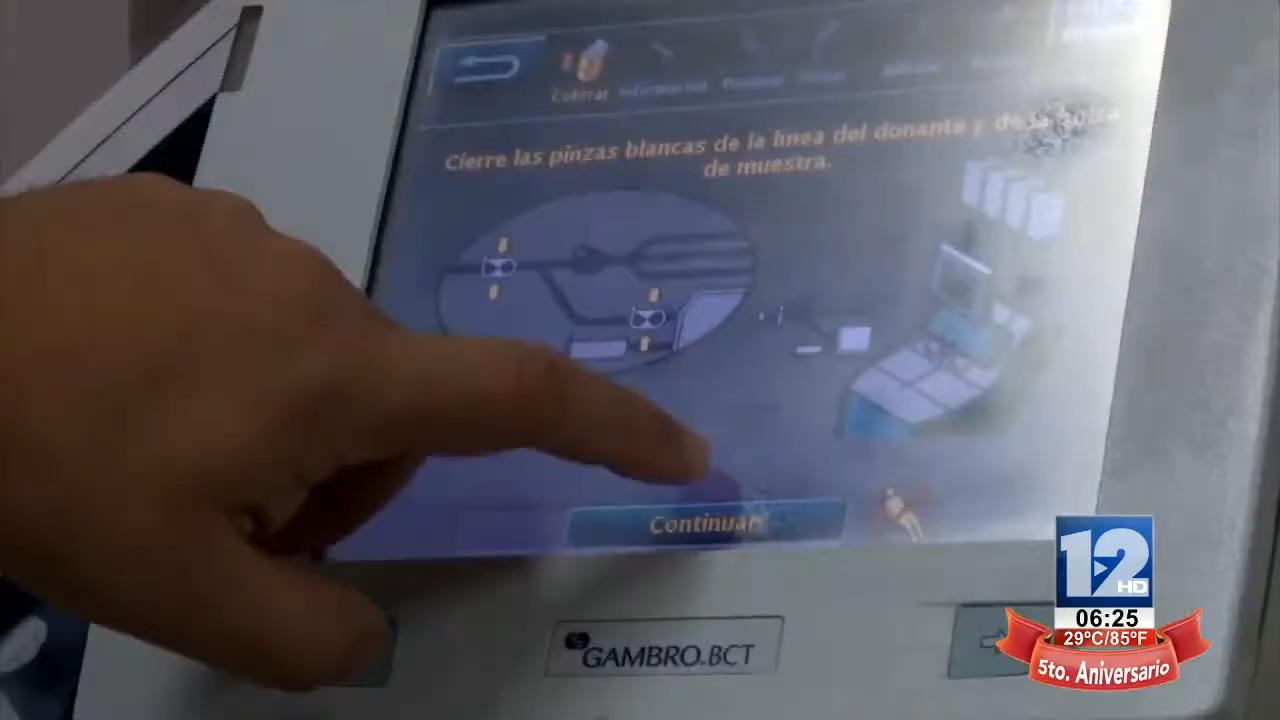 Cebar
Cierre las pinzas blancas de la línea del donante y de la bolsa
de muestra.
Continuar
GAMBRO.BCT
12
HD
06:25
29°C/85°F
5to. Aniversario